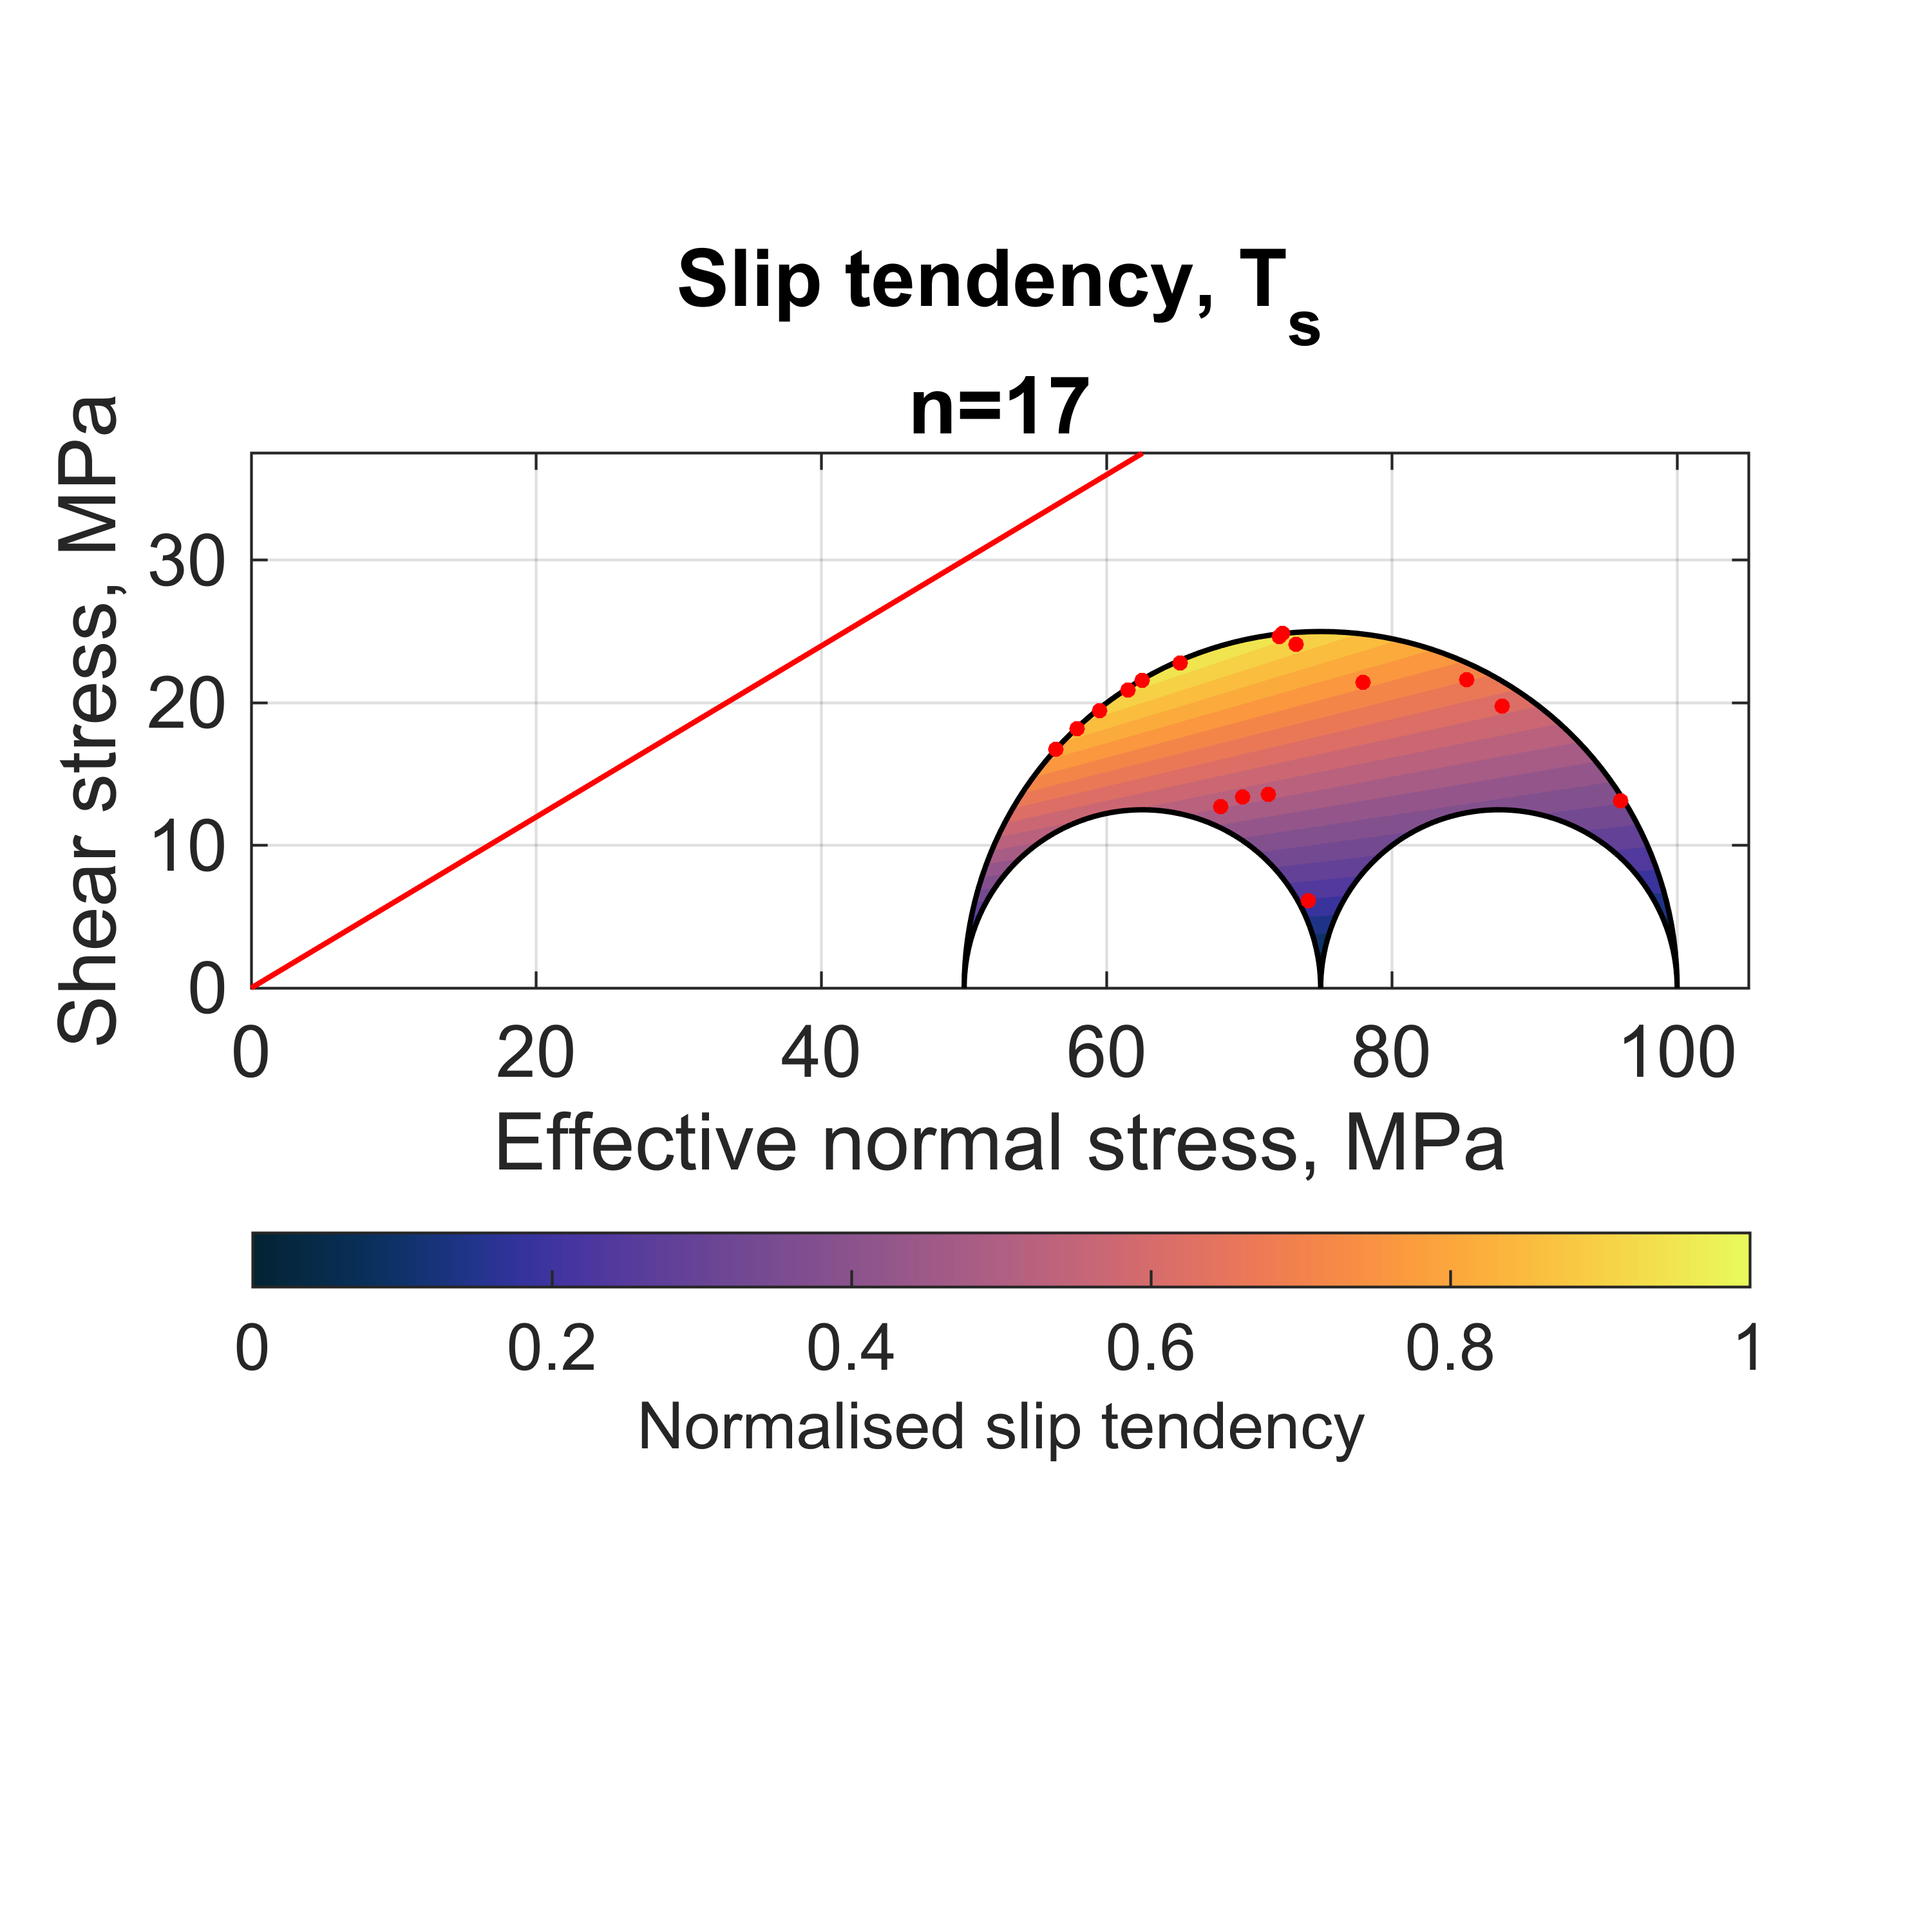 Slip tendency, Ts
n=17
Shear stress, MPa
30
20
10
0
0 20 40 60 80 100
Effective normal stress, MPa
0 0.2 0.4 0.6 0.8 1
Normalised slip tendency